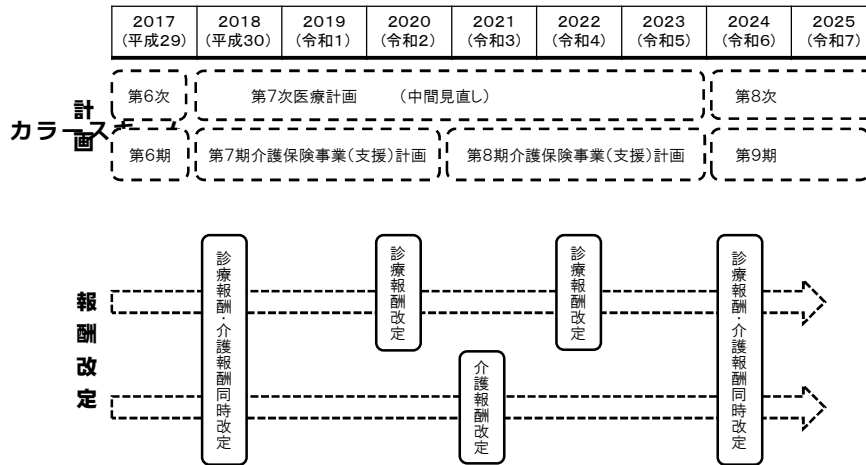 2017 2018 2019 2020 2021 2022 2023 2024 2025
(平成29) (平成30) (令和1) (令和2) (令和3) (令和4) (令和5) (令和6) (令和7)
計画
第6次 第7次医療計画 (中間見直し) 第8次
カラース
第6期 第7期介護保険事業(支援)計画 第8期介護保険事業(支援)計画 第9期
報酬改定
診療報酬・介護報酬同時改定
診療報酬改定
介護報酬改定
診療報酬改定
診療報酬・介護報酬同時改定